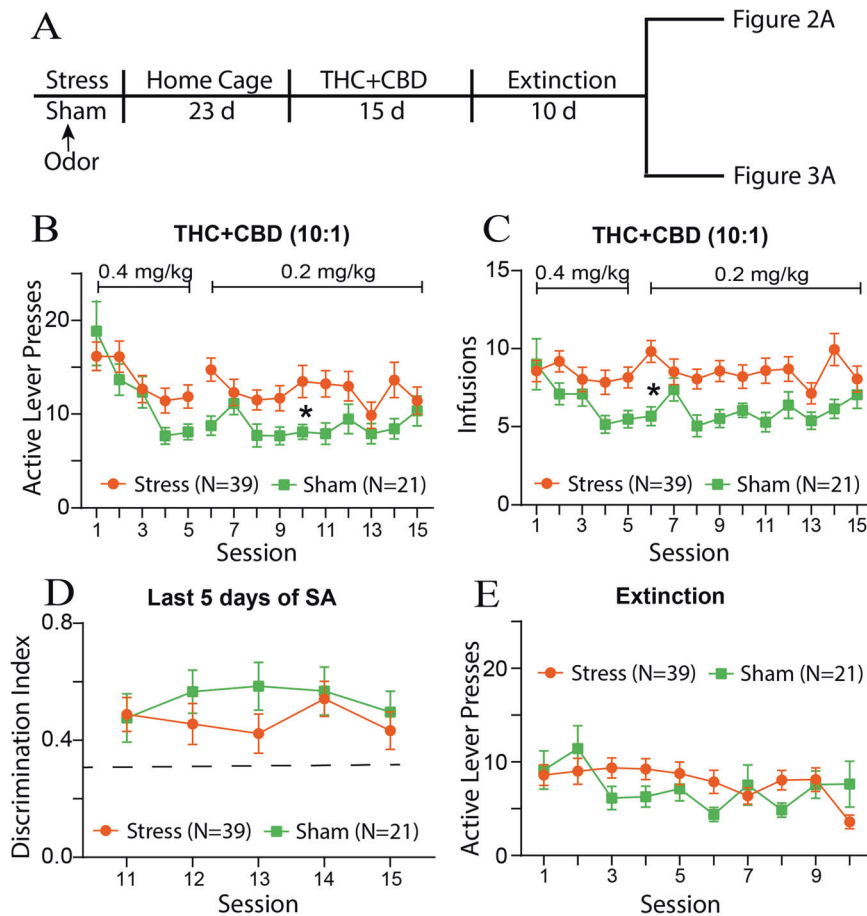 A
Figure 2A
Stress Home Cage THC+CBD Extinction
Sham 23 d 15 d 10 d
Odor
Figure 3A
B THC+CBD (10:1)
0.4 mg/kg 0.2 mg/kg
Active Lever Presses
20
10
0
*
Stress (N=39) Sham (N=21)
1 3 5 7 9 11 13 15
Session
C THC+CBD (10:1)
0.4 mg/kg 0.2 mg/kg
Infusions
15
10
5
0
*
Stress (N=39) Sham (N=21)
1 3 5 7 9 11 13 15
Session
D Last 5 days of SA
Discrimination Index
0.8
0.4
0.0
Stress (N=39) Sham (N=21)
11 12 13 14 15
Session
E Extinction
Active Lever Presses
20
10
0
Stress (N=39) Sham (N=21)
1 3 5 7 9
Session